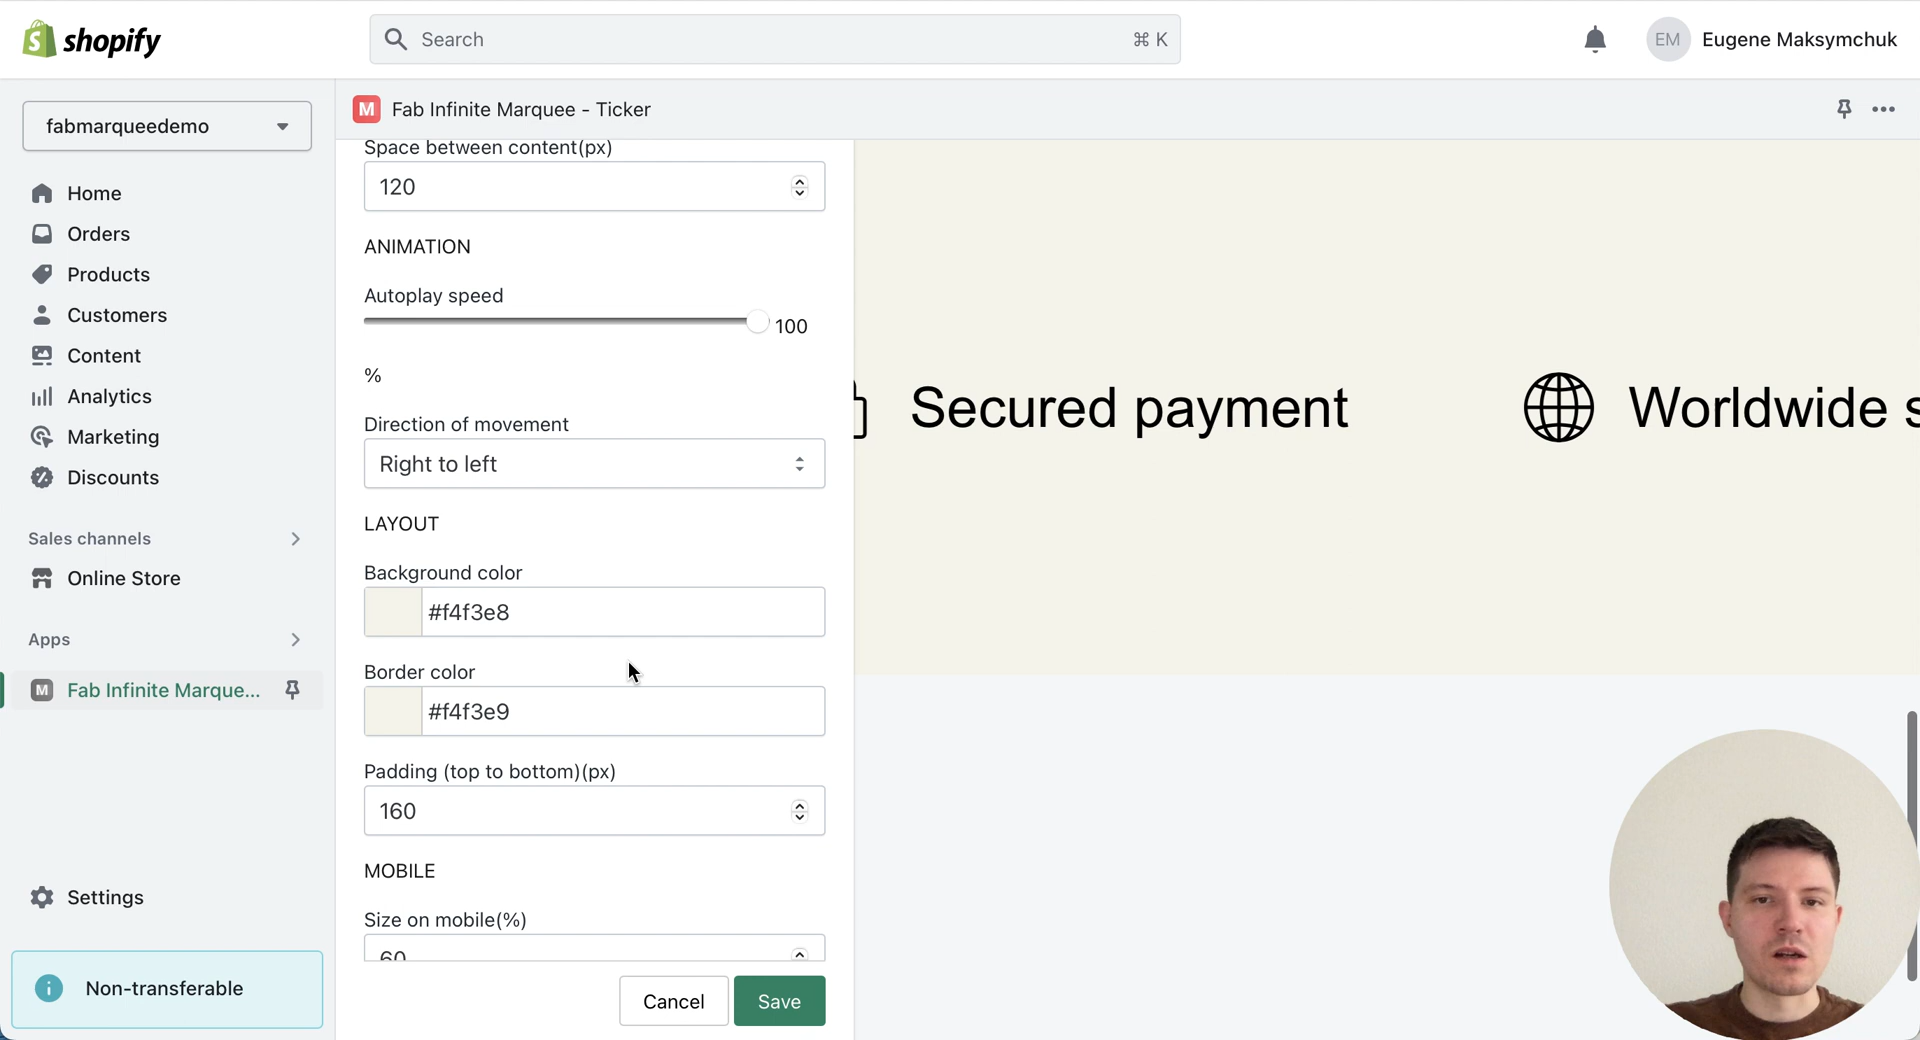 shopify
Search
⌘ K
EM
Eugene Maksymchuk
fabmarqueedemo
M
Fab Infinite Marquee - Ticker
Home
Orders
Products
Customers
Content
Analytics
Marketing
Discounts
Sales channels
Online Store
Apps
M
Fab Infinite Marque...
Settings
Non-transferable
Space between content(px)
120
ANIMATION
Autoplay speed
100
%
Direction of movement
Right to left
LAYOUT
Background color
#f4f3e8
Border color
#f4f3e9
Padding (top to bottom)(px)
160
MOBILE
Size on mobile(%)
60
Cancel
Save
Secured payment
Worldwide s